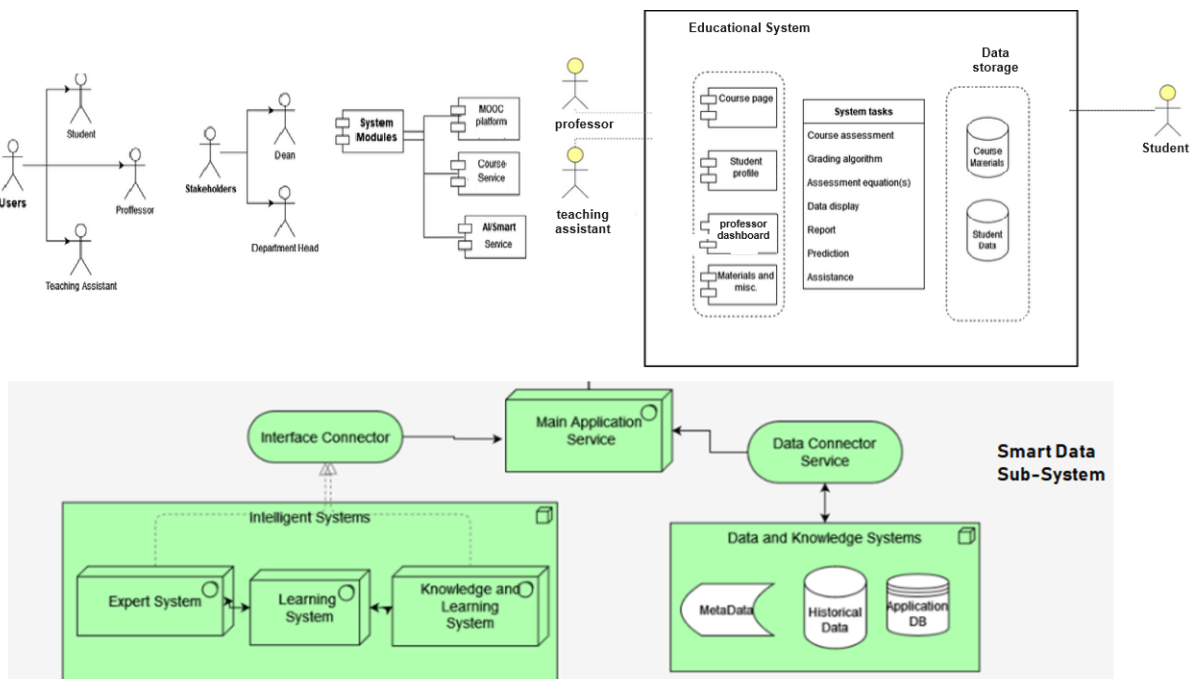 Users
Student
Proffessor
Teaching Assistant
Stakeholders
Dean
Department Head
System
Modules
MOOC
platform
Course
Service
AI/Smart
Service
professor
teaching
assistant
Educational System
Course page
Student
profile
professor
dashboard
Materials and
misc.
System tasks
Course assessment
Grading algorithm
Assessment equation(s)
Data display
Report
Prediction
Assistance
Data
storage
Course
Materials
Student
Data
Student
Interface Connector
Main Application
Service
Data Connector
Service
Smart Data
Sub-System
Intelligent Systems
Expert System
Learning
System
Knowledge and
Learning
System
Data and Knowledge Systems
MetaData
Historical
Data
Application
DB